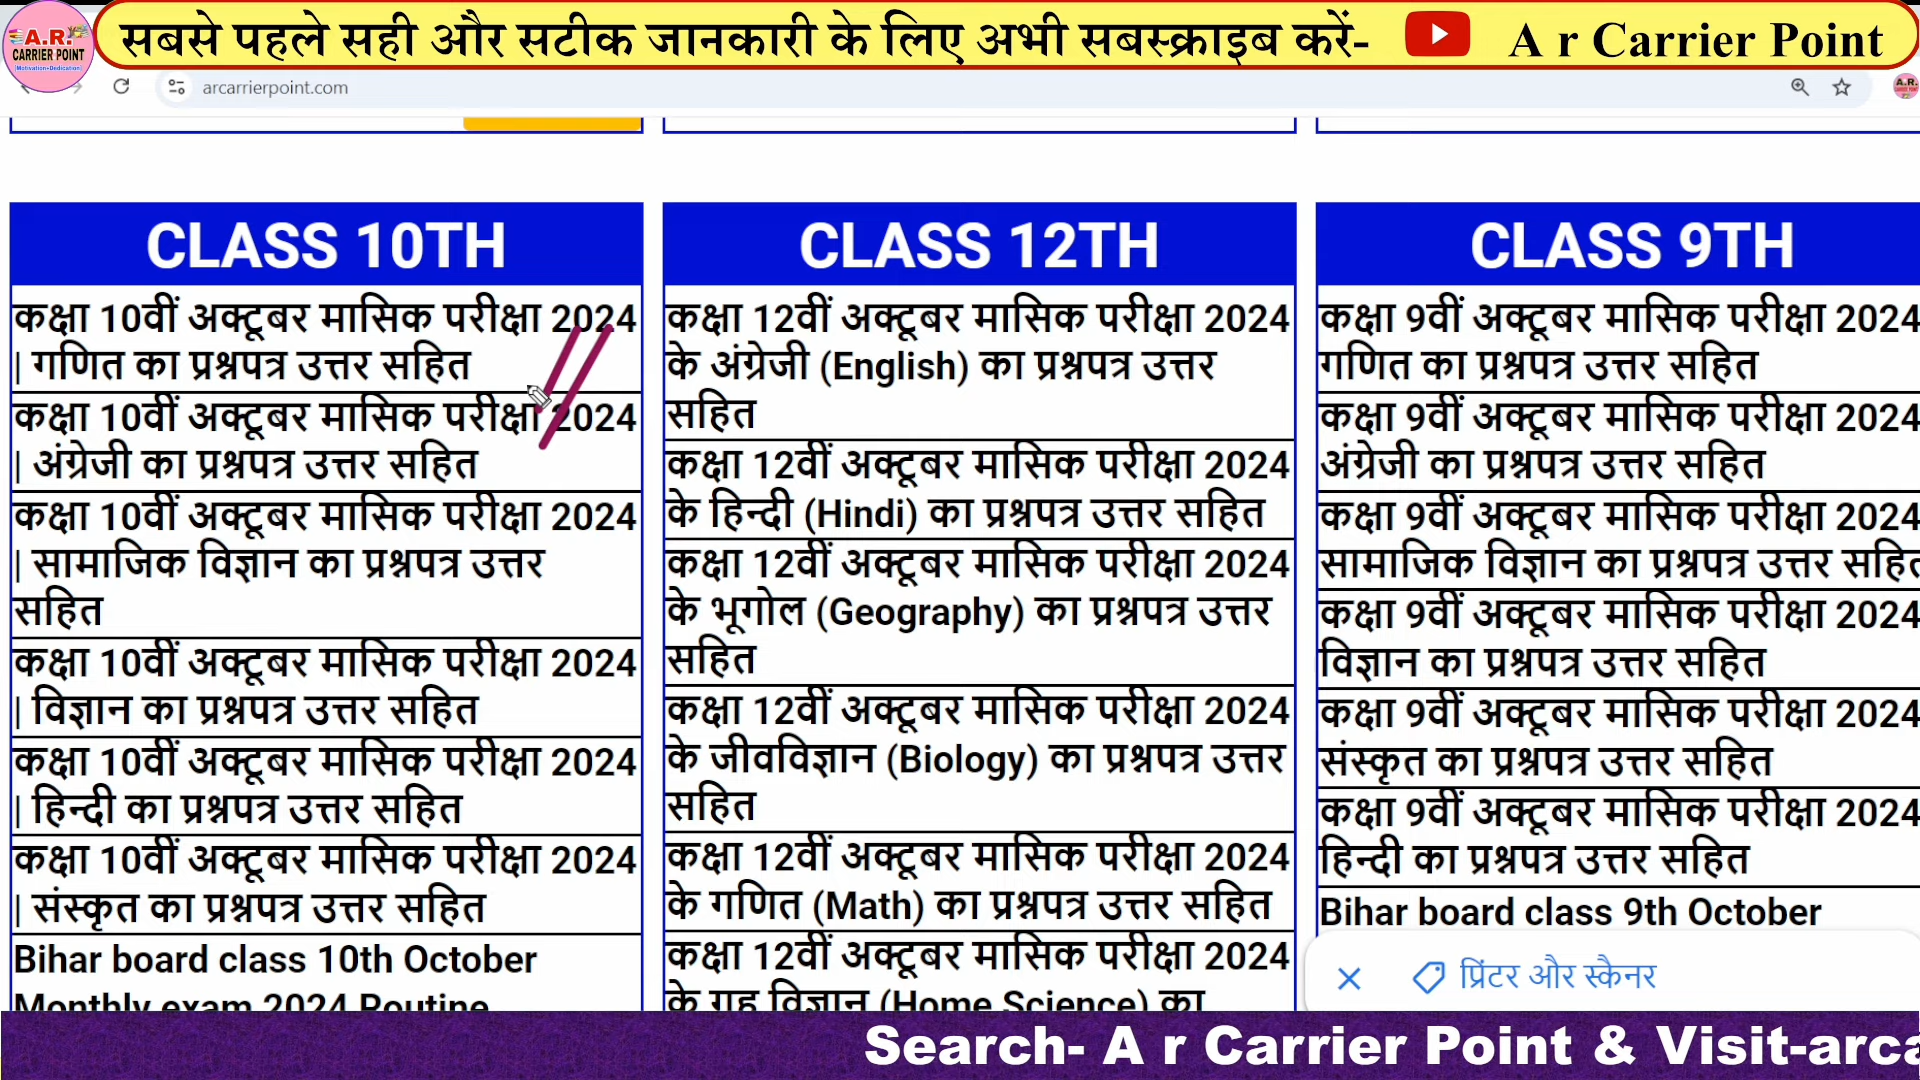 A.R.
CARRIER POINT
(Motivation+Dedication)
सबसे पहले सही और सटीक जानकारी के लिए अभी सबस्क्राइब करें-
A r Carrier Point
arcarrierpoint.com
CLASS 10TH
कक्षा 10वीं अक्टूबर मासिक परीक्षा 2024
| गणित का प्रश्नपत्र उत्तर सहित
कक्षा 10वीं अक्टूबर मासिक परीक्षा 2024
| अंग्रेजी का प्रश्नपत्र उत्तर सहित
कक्षा 10वीं अक्टूबर मासिक परीक्षा 2024
| सामाजिक विज्ञान का प्रश्नपत्र उत्तर
सहित
कक्षा 10वीं अक्टूबर मासिक परीक्षा 2024
| विज्ञान का प्रश्नपत्र उत्तर सहित
कक्षा 10वीं अक्टूबर मासिक परीक्षा 2024
| हिन्दी का प्रश्नपत्र उत्तर सहित
कक्षा 10वीं अक्टूबर मासिक परीक्षा 2024
| संस्कृत का प्रश्नपत्र उत्तर सहित
Bihar board class 10th October
Monthly exam 2024 Routine
CLASS 12TH
कक्षा 12वीं अक्टूबर मासिक परीक्षा 2024
के अंग्रेजी (English) का प्रश्नपत्र उत्तर
सहित
कक्षा 12वीं अक्टूबर मासिक परीक्षा 2024
के हिन्दी (Hindi) का प्रश्नपत्र उत्तर सहित
कक्षा 12वीं अक्टूबर मासिक परीक्षा 2024
के भूगोल (Geography) का प्रश्नपत्र उत्तर
सहित
कक्षा 12वीं अक्टूबर मासिक परीक्षा 2024
के जीवविज्ञान (Biology) का प्रश्नपत्र उत्तर
सहित
कक्षा 12वीं अक्टूबर मासिक परीक्षा 2024
के गणित (Math) का प्रश्नपत्र उत्तर सहित
कक्षा 12वीं अक्टूबर मासिक परीक्षा 2024
के गृह विज्ञान (Home Science) का
CLASS 9TH
कक्षा 9वीं अक्टूबर मासिक परीक्षा 2024
गणित का प्रश्नपत्र उत्तर सहित
कक्षा 9वीं अक्टूबर मासिक परीक्षा 2024
अंग्रेजी का प्रश्नपत्र उत्तर सहित
कक्षा 9वीं अक्टूबर मासिक परीक्षा 2024
सामाजिक विज्ञान का प्रश्नपत्र उत्तर सहित
कक्षा 9वीं अक्टूबर मासिक परीक्षा 2024
विज्ञान का प्रश्नपत्र उत्तर सहित
कक्षा 9वीं अक्टूबर मासिक परीक्षा 2024
संस्कृत का प्रश्नपत्र उत्तर सहित
कक्षा 9वीं अक्टूबर मासिक परीक्षा 2024
हिन्दी का प्रश्नपत्र उत्तर सहित
Bihar board class 9th October
प्रिंटर और स्कैनर
Search- A r Carrier Point & Visit-arca